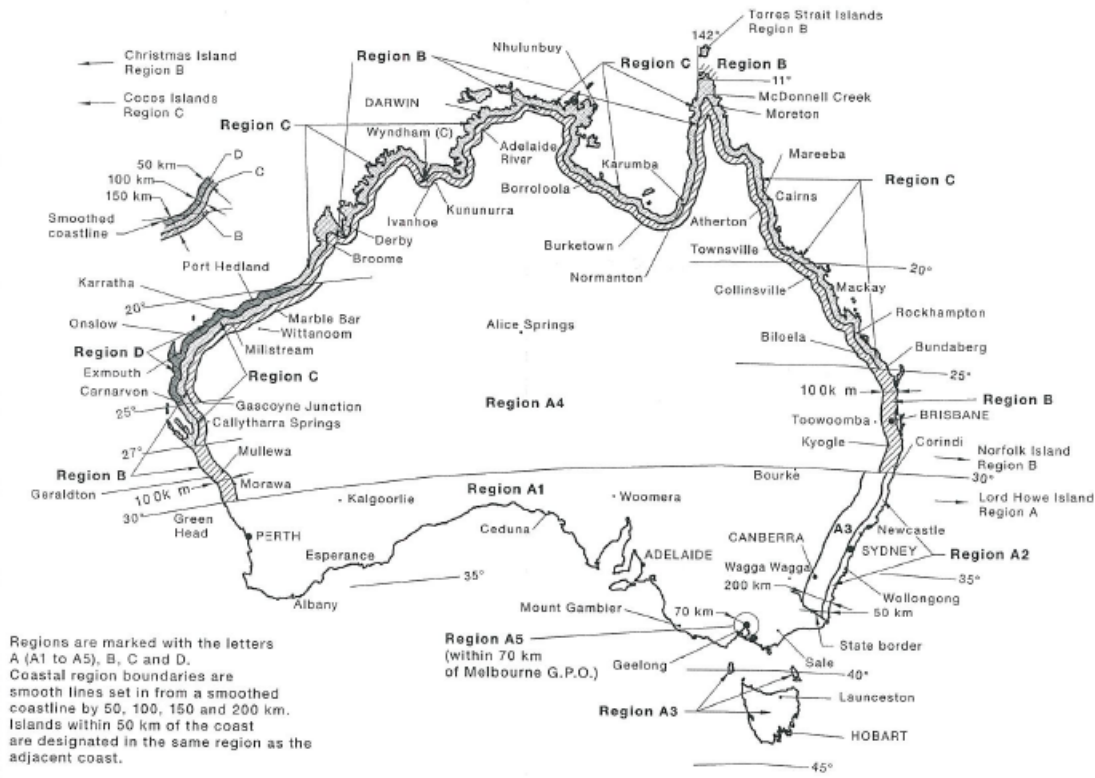 Torres Strait Islands
Region B
142°
Nhulunbuy
Christmas Island
Region B
Region B
Region C
Region B
11°
Cocos Islands
Region C
McDonnell Creek
DARWIN
Moreton
Region C
Wyndham (C)
50 km
D
Adelaide
River
Mareeba
100 km
C
Karumba
150 km
Borroloola
Region C
Cairns
Smoothed
coastline
Ivanhoe
Kununurra
Atherton
B
Derby
Burketown
Townsville
Broome
Port Hedland
Normanton
20°
Karratha
Collinsville
Mackay
20°
Marble Bar
Rockhampton
Onslow
Wittanoom
Alice Springs
Millstream
Biloela
Bundaberg
Region D
Exmouth
Region C
25°
Carnarvon
100k m
Region B
25°
Gascoyne Junction
Region A4
Callytharra Springs
Toowoomba
BRISBANE
27°
Mullewa
Kyogle
Corindi
Region B
Norfolk Island
Region B
Geraldton
100k m
Morawa
Bourke
30°
30°
Kalgoorlie
Region A1
Woomera
Lord Howe Island
Region A
Green
Head
Ceduna
A3
Newcastle
PERTH
CANBERRA
SYDNEY
Esperance
ADELAIDE
Region A2
Wagga Wagga
35°
35°
200 km
Wollongong
Albany
Mount Gambier
70 km
50 km
Region A5
(within 70 km
of Melbourne G.P.O.)
State border
Geelong
Sale
40°
Launceston
Region A3
HOBART
45°
Regions are marked with the letters
A (A1 to A5), B, C and D.
Coastal region boundaries are
smooth lines set in from a smoothed
coastline by 50, 100, 150 and 200 km.
Islands within 50 km of the coast
are designated in the same region as the
adjacent coast.